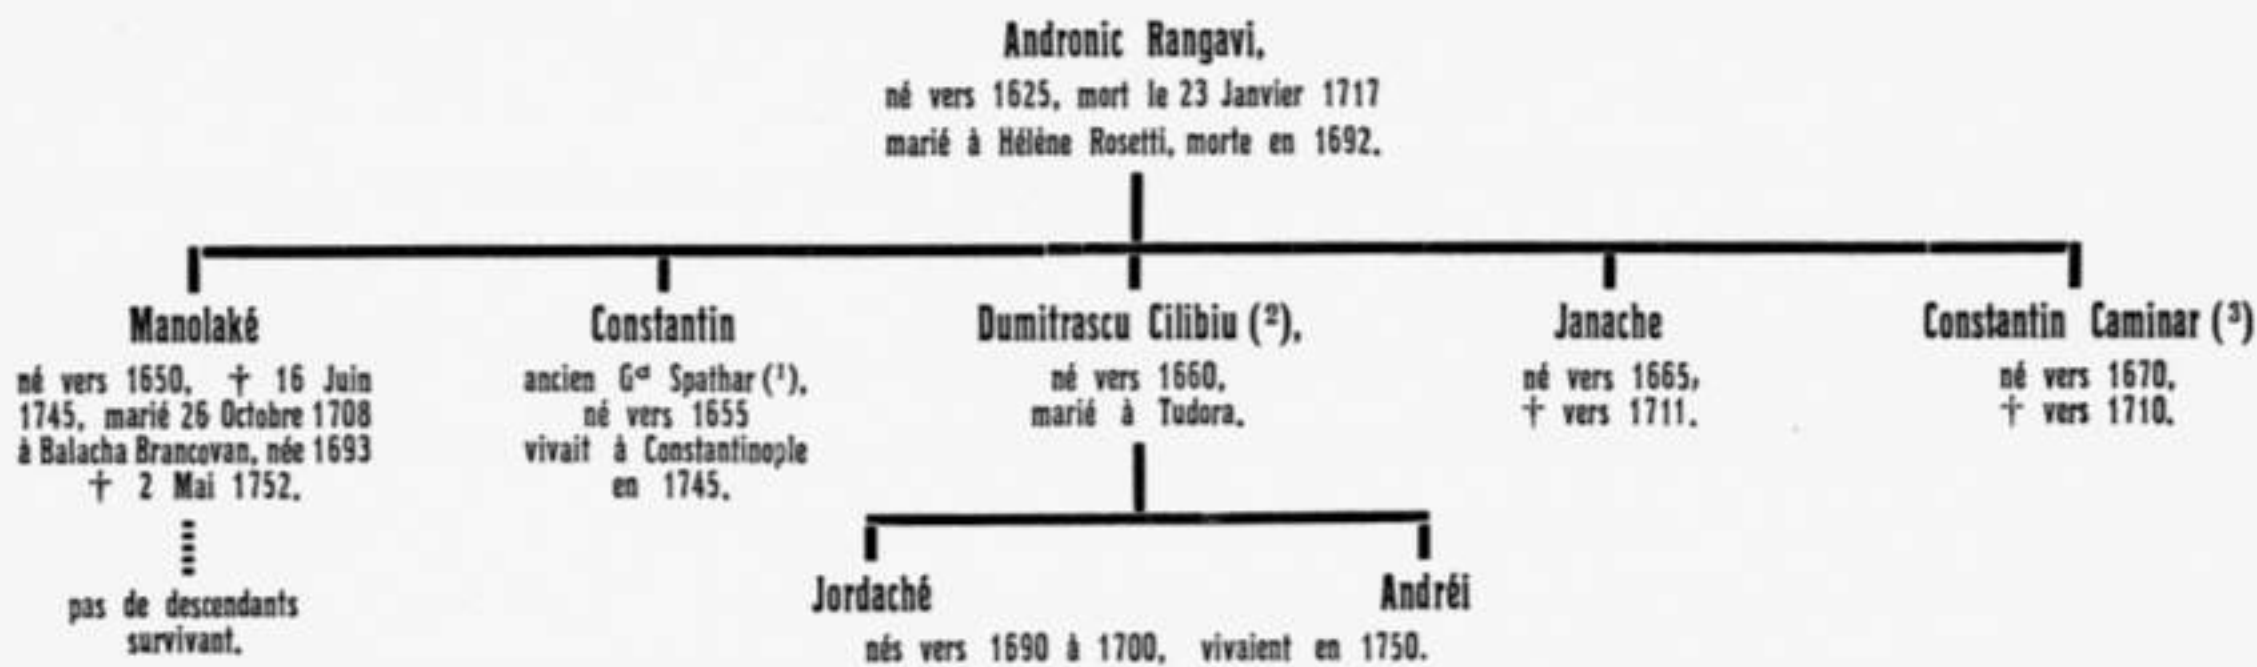 Andronic Rangavi,
né vers 1625, mort le 23 Janvier 1717
marié à Hélène Rosetti, morte en 1692.
Manolaké
né vers 1650, † 16 Juin
1745, marié 26 Octobre 1708
à Balacha Brancovan, née 1693
† 2 Mai 1752.
pas de descendants
survivant.
Constantin
ancien Gᵈ Spathar (¹),
né vers 1655
vivait à Constantinople
en 1745.
Dumitrascu Cilibiu (²),
né vers 1660,
marié à Tudora.
Janache
né vers 1665,
† vers 1711.
Constantin Caminar (³)
né vers 1670,
† vers 1710.
Jordaché
Andréi
nés vers 1690 à 1700, vivaient en 1750.